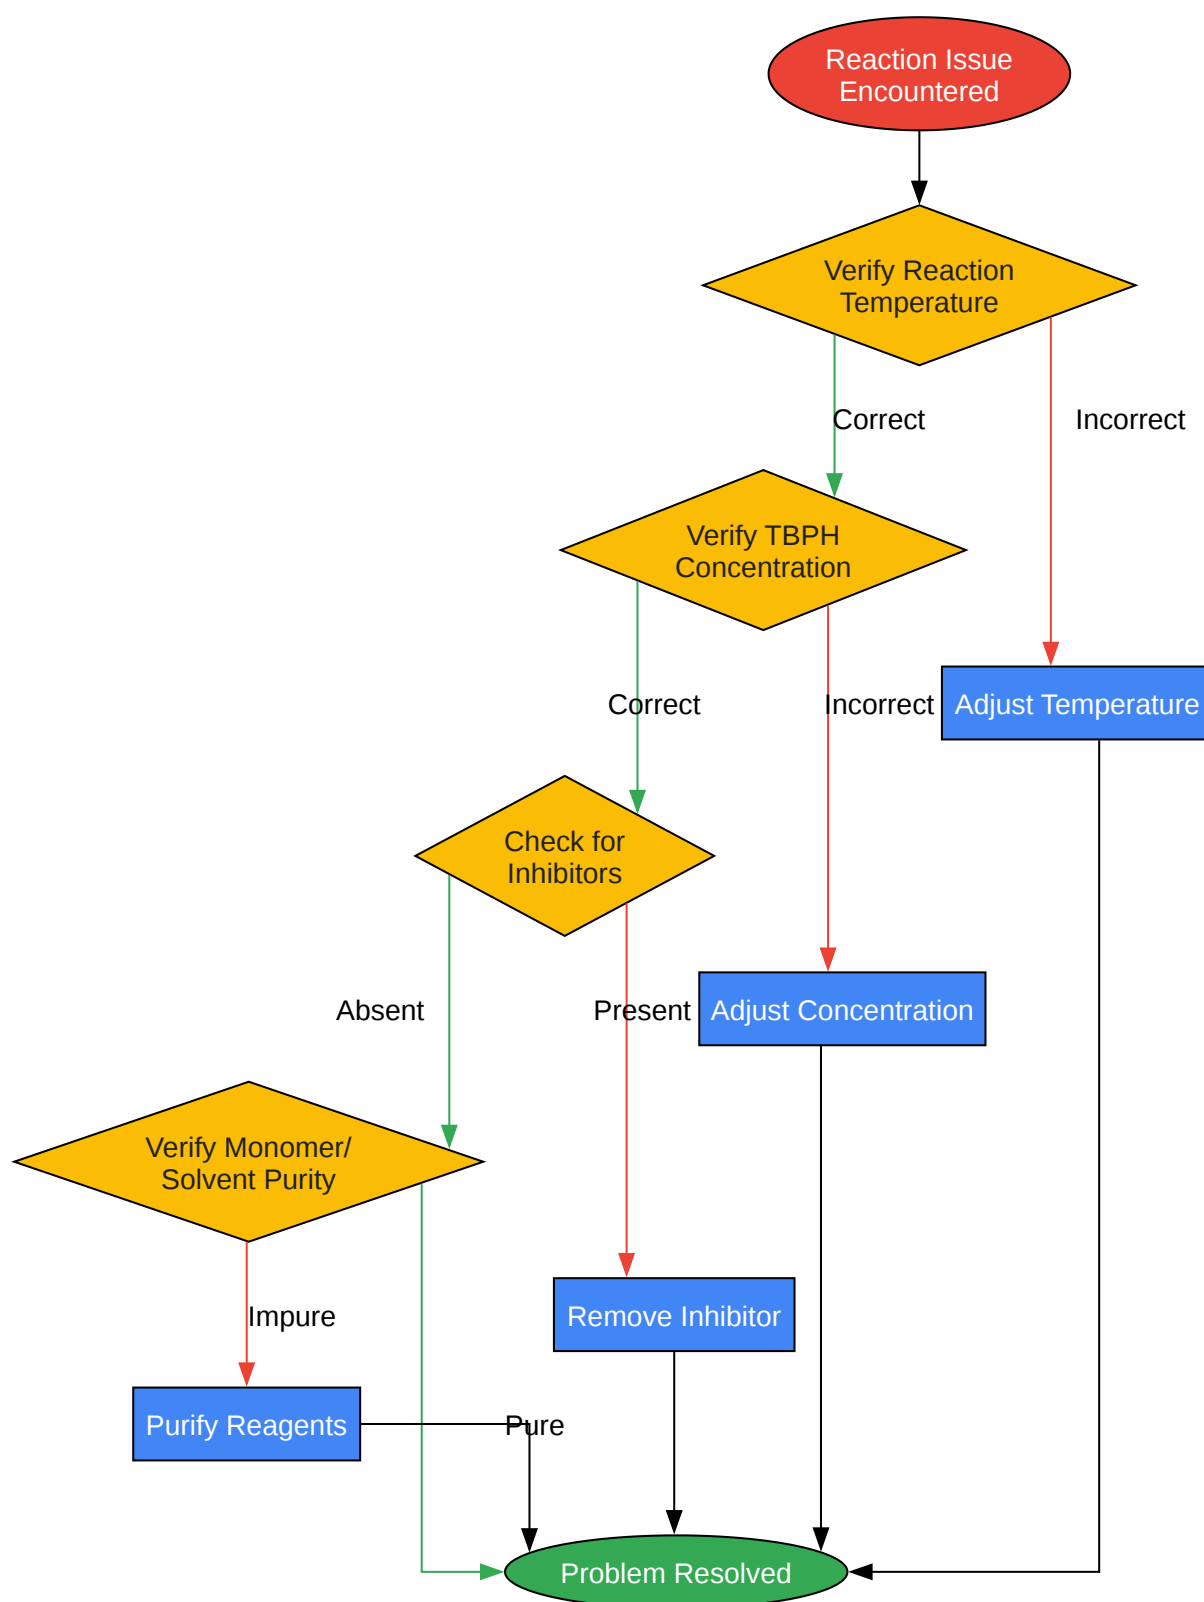 Reaction Issue
Encountered
Verify Reaction
Temperature
Correct
Incorrect
Verify TBPH
Concentration
Correct
Incorrect
Adjust Temperature
Check for
Inhibitors
Absent
Present
Adjust Concentration
Verify Monomer/
Solvent Purity
Impure
Remove Inhibitor
Purify Reagents
Pure
Problem Resolved